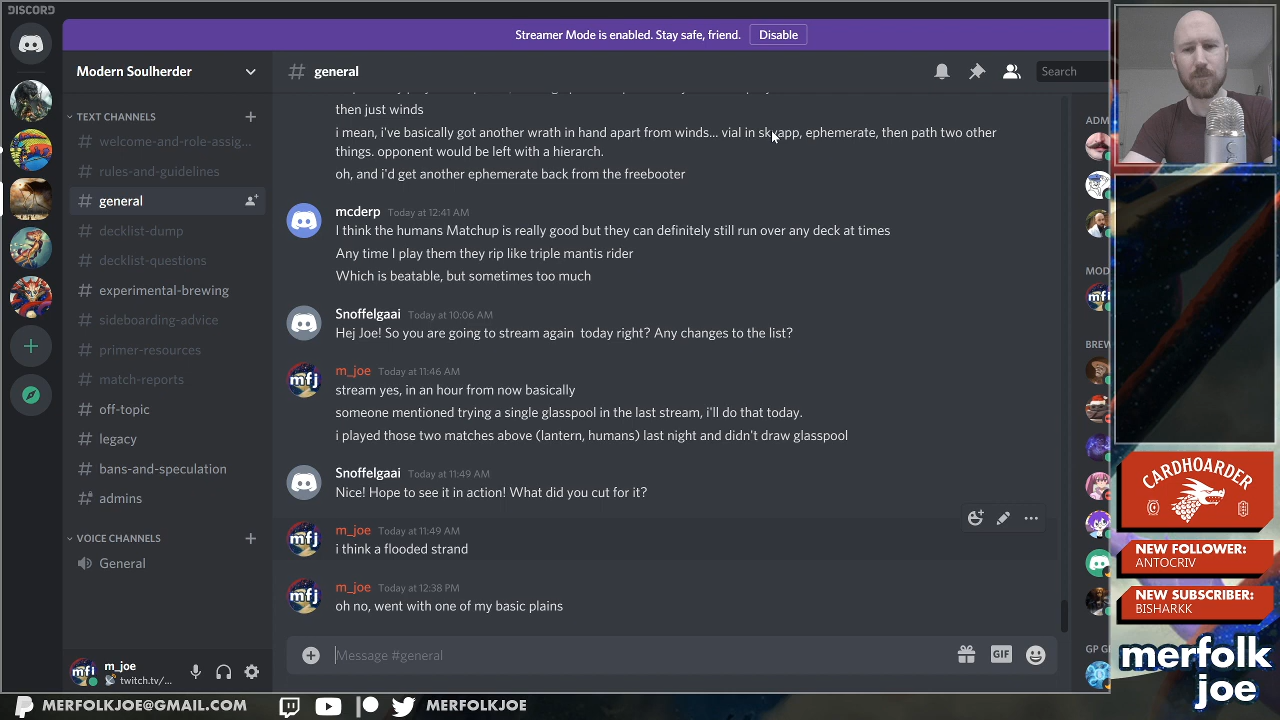 DISCORD
Streamer Mode is enabled. Stay safe, friend.
Disable
Modern Soulherder
# general
Search
TEXT CHANNELS
# welcome-and-role-assig...
# rules-and-guidelines
# general
# decklist-dump
# decklist-questions
# experimental-brewing
# sideboarding-advice
# primer-resources
# match-reports
# off-topic
# legacy
# bans-and-speculation
# admins
VOICE CHANNELS
General
m_joe
twitch.tv/...
then just winds
i mean, i've basically got another wrath in hand apart from winds... vial in skyapp, ephemerate, then path two other
things. opponent would be left with a hierarch.
oh, and i'd get another ephemerate back from the freebooter
mcderp Today at 12:41 AM
I think the humans Matchup is really good but they can definitely still run over any deck at times
Any time I play them they rip like triple mantis rider
Which is beatable, but sometimes too much
Snoffelgaai Today at 10:06 AM
Hej Joe! So you are going to stream again today right? Any changes to the list?
m_joe Today at 11:46 AM
mfj
stream yes, in an hour from now basically
someone mentioned trying a single glasspool in the last stream, i'll do that today.
i played those two matches above (lantern, humans) last night and didn't draw glasspool
Snoffelgaai Today at 11:49 AM
Nice! Hope to see it in action! What did you cut for it?
m_joe Today at 11:49 AM
mfj
i think a flooded strand
m_joe Today at 12:38 PM
mfj
oh no, went with one of my basic plains
Message #general
GIF
ADM
MOD
BREW
GP G
CARDHOARDER
NEW FOLLOWER:
ANTOCRIV
NEW SUBSCRIBER:
BISHARKK
merfolk
joe
MERFOLKJOE@GMAIL.COM
MERFOLKJOE